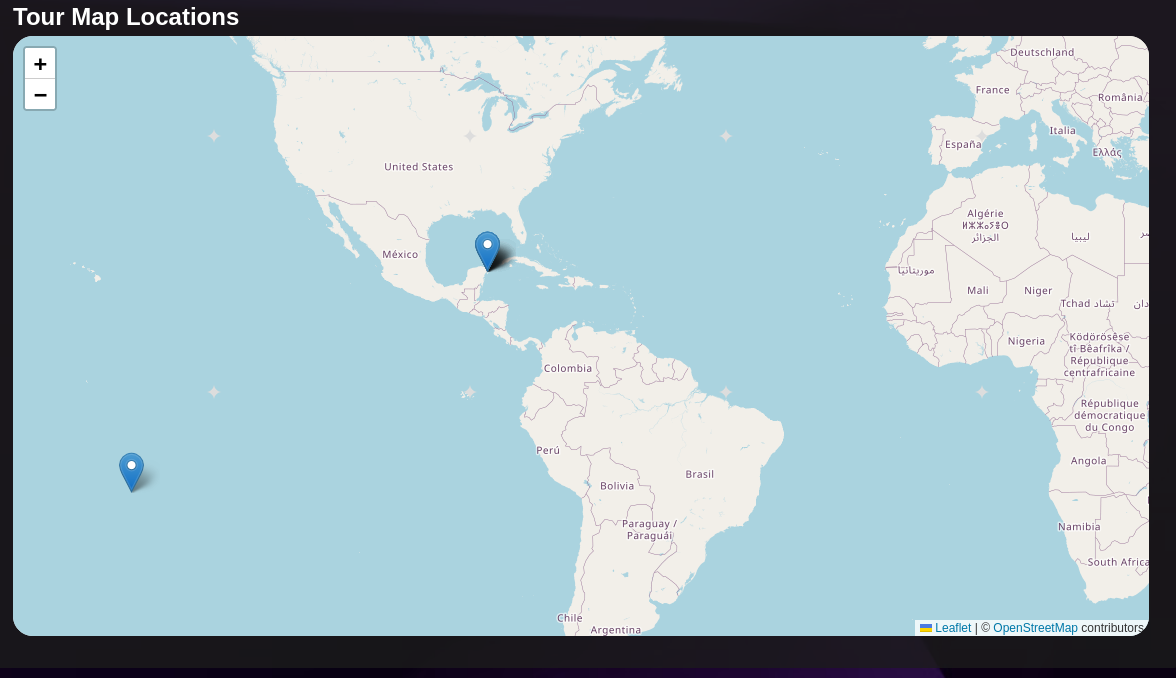 Tour Map Locations
+
−
Deutschland
France
România
Italia
España
Ελλάς
United States
Algérie
ⵍⵣⵣⴰⵢⴻⵔ
الجزائر
ليبيا
México
موريتانيا
Mali
Niger
Tchad تشاد
Nigeria
Ködörösêse
tî Bêafrîka /
République
centrafricaine
Colombia
République
démocratique
du Congo
Perú
Angola
Brasil
Bolivia
Paraguay /
Paraguái
Namibia
South Africa
Chile
Argentina
Leaflet | © OpenStreetMap contributors